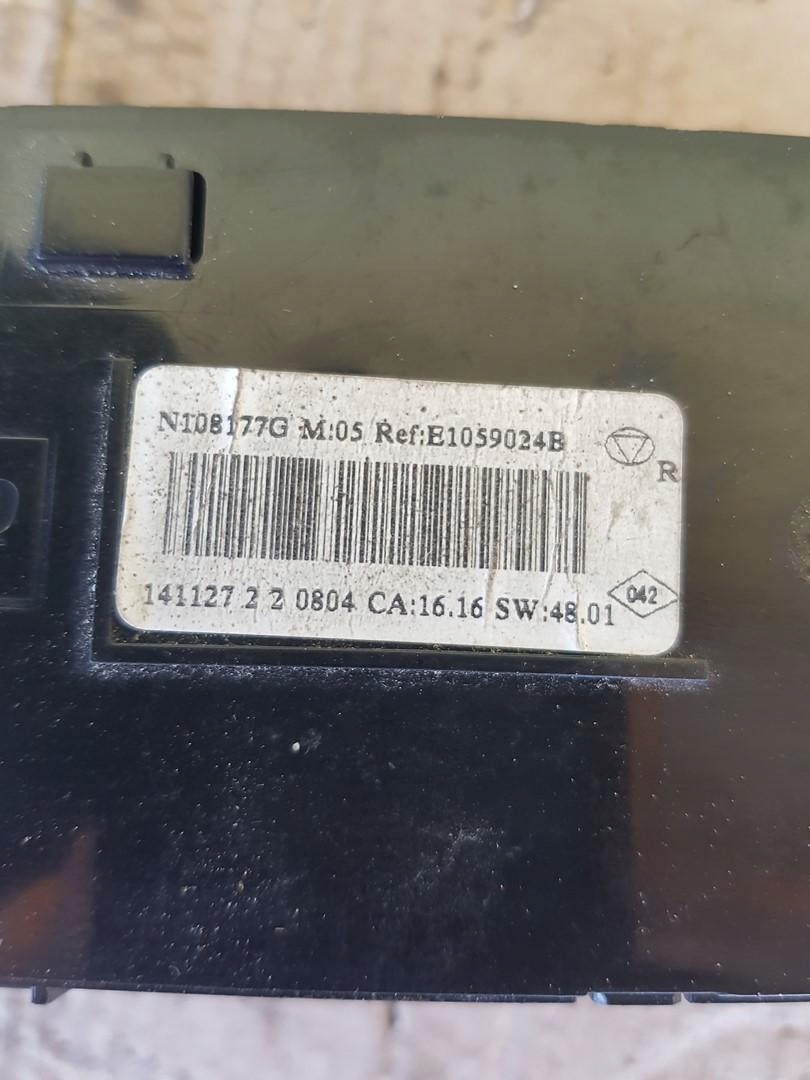 N108177G M:05 Ref:E1059024B
R
141127 2 2 0804 CA:16.16 SW:48.01
042